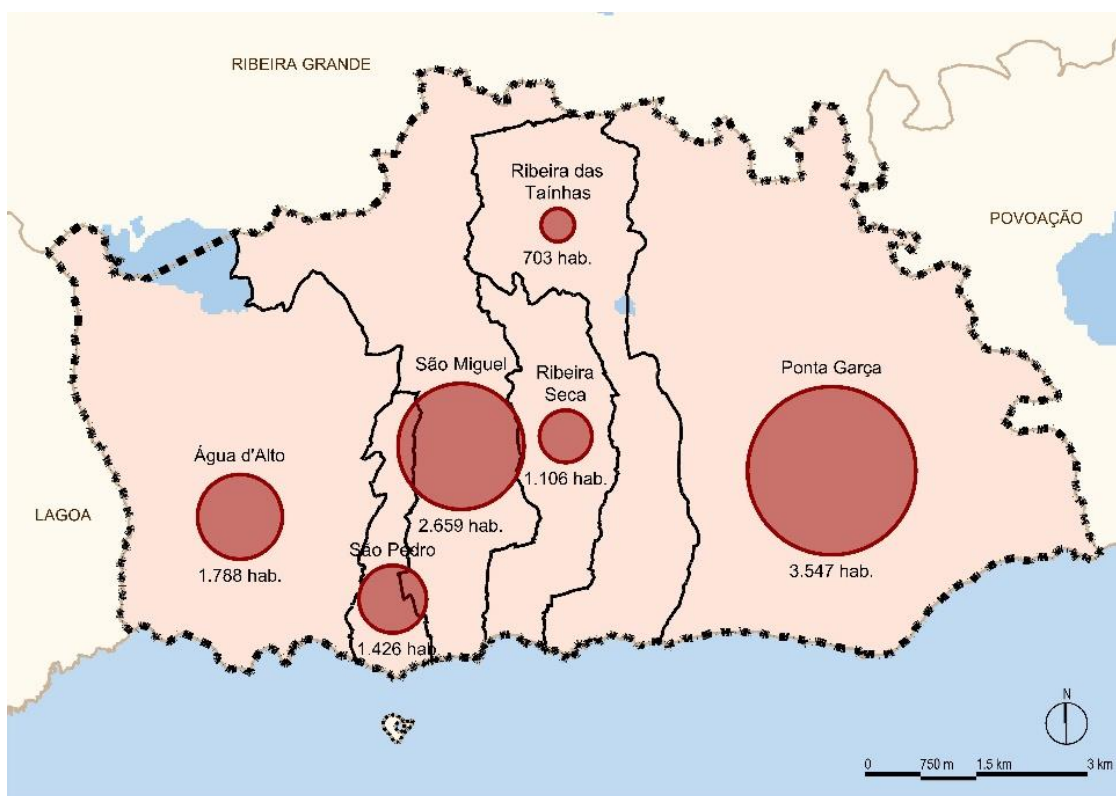 RIBEIRA GRANDE
Ribeira das
Taínhas
703 hab.
POVOAÇÃO
São Miguel
2.659 hab.
Ribeira
Seca
1.106 hab.
Ponta Garça
3.547 hab.
Água d'Alto
1.788 hab.
LAGOA
São Pedro
1.426 hab.
N
0 750 m 1.5 km 3 km